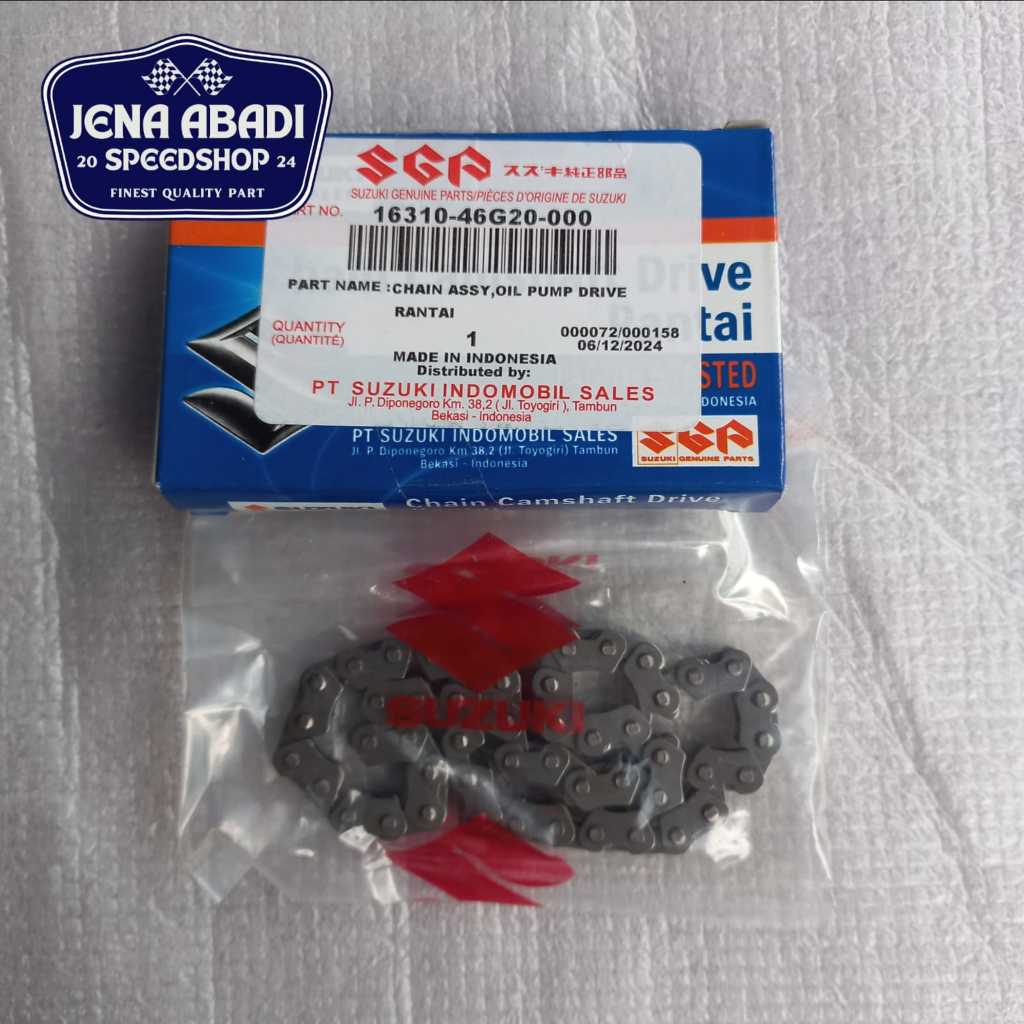 JENA ABADI
20 SPEEDSHOP 24
FINEST QUALITY PART
SGP スズキ純正部品
SUZUKI GENUINE PARTS/PIÈCES D'ORIGINE DE SUZUKI
PART NO. 16310-46G20-000
PART NAME :CHAIN ASSY,OIL PUMP DRIVE
RANTAI
QUANTITY
(QUANTITÉ)
1
000072/000158
06/12/2024
MADE IN INDONESIA
Distributed by:
PT SUZUKI INDOMOBIL SALES
Jl. P. Diponegoro Km. 38,2 ( Jl. Toyogiri ), Tambun
Bekasi - Indonesia
Drive
PT SUZUKI INDOMOBIL SALES
Jl. P. Diponegoro Km 38,2 (Jl. Toyogiri) Tambun
Bekasi - Indonesia
SGP
SUZUKI GENUINE PARTS
SUZUKI
Chain Camshaft Drive
SUZUKI